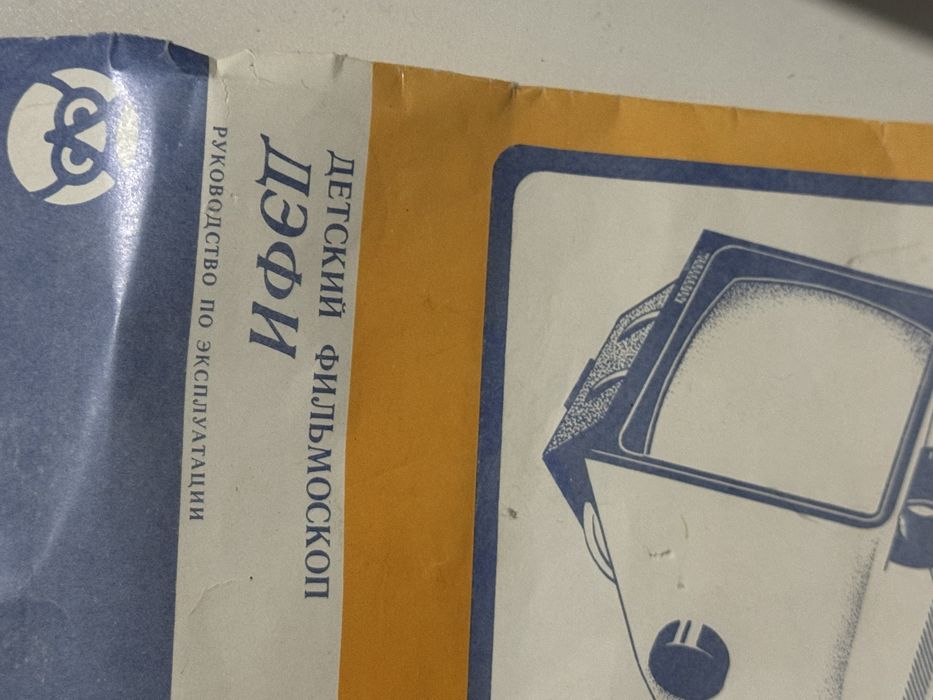 ДЕТСКИЙ ФИЛЬМОСКОП
ДЭФИ
РУКОВОДСТВО ПО ЭКСПЛУАТАЦИИ